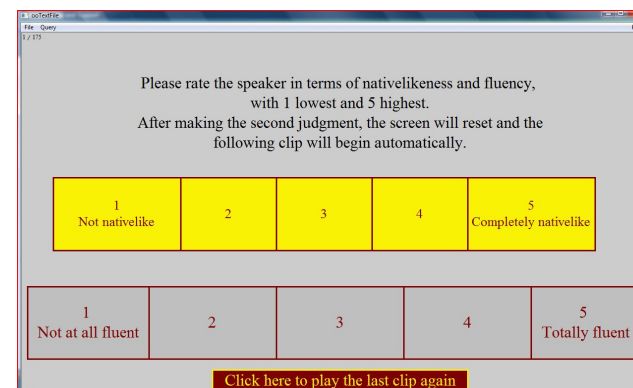 ooTextFile
File Query
1 / 175
Please rate the speaker in terms of nativelikeness and fluency,
with 1 lowest and 5 highest.
After making the second judgment, the screen will reset and the
following clip will begin automatically.
1 2 3 4 5
Not nativelike Completely nativelike
1 2 3 4 5
Not at all fluent Totally fluent
Click here to play the last clip again